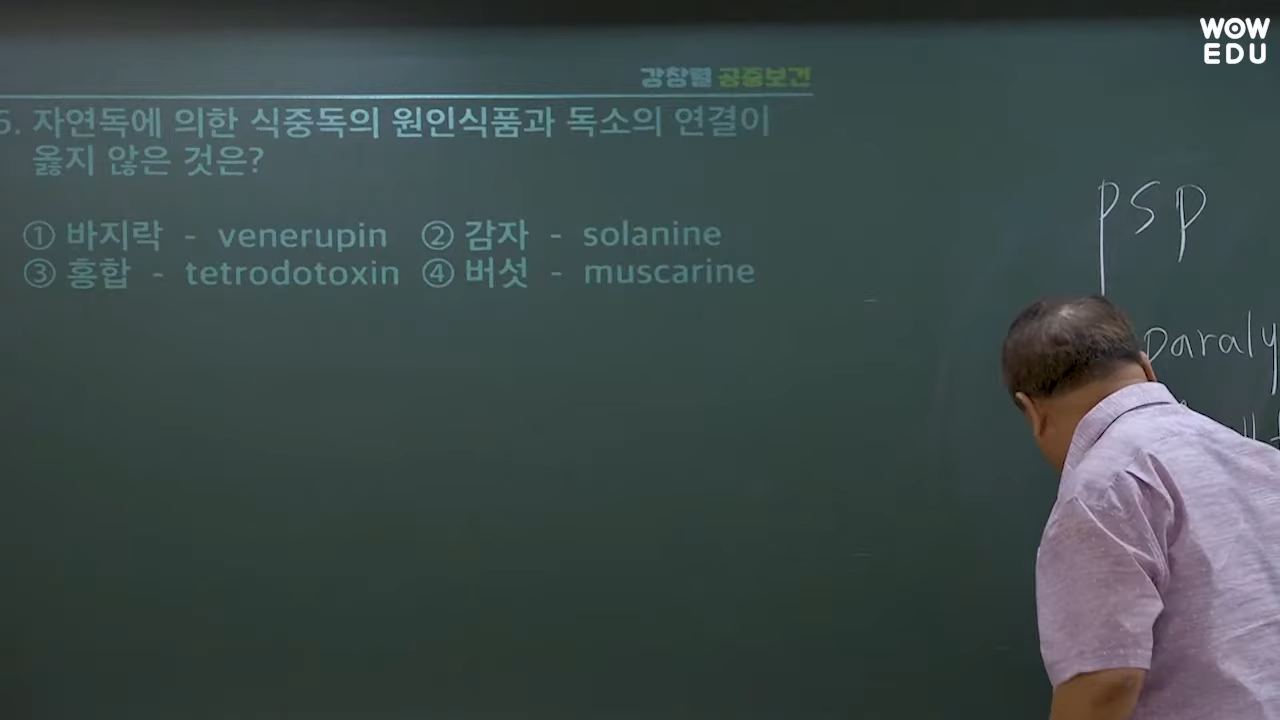 WOW
EDU
강창렬 공중보건
5. 자연독에 의한 식중독의 원인식품과 독소의 연결이
옳지 않은 것은?
① 바지락 - venerupin ② 감자 - solanine
③ 홍합 - tetrodotoxin ④ 버섯 - muscarine
PSP
paraly